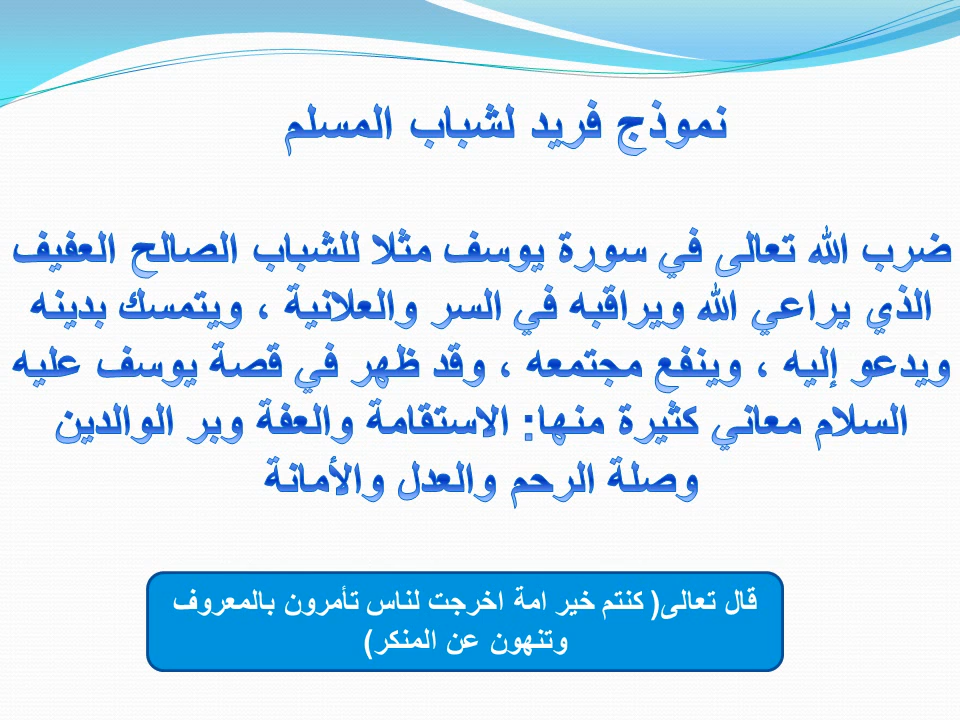 نموذج فريد لشباب المسلم
ضرب الله تعالى في سورة يوسف مثلا للشباب الصالح العفيف
الذي يراعي الله ويراقبه في السر والعلانية ، ويتمسك بدينه
ويدعو إليه ، وينفع مجتمعه ، وقد ظهر في قصة يوسف عليه
السلام معاني كثيرة منها: الاستقامة والعفة وبر الوالدين
وصلة الرحم والعدل والأمانة
قال تعالى( كنتم خير امة اخرجت لناس تأمرون بالمعروف
وتنهون عن المنكر)